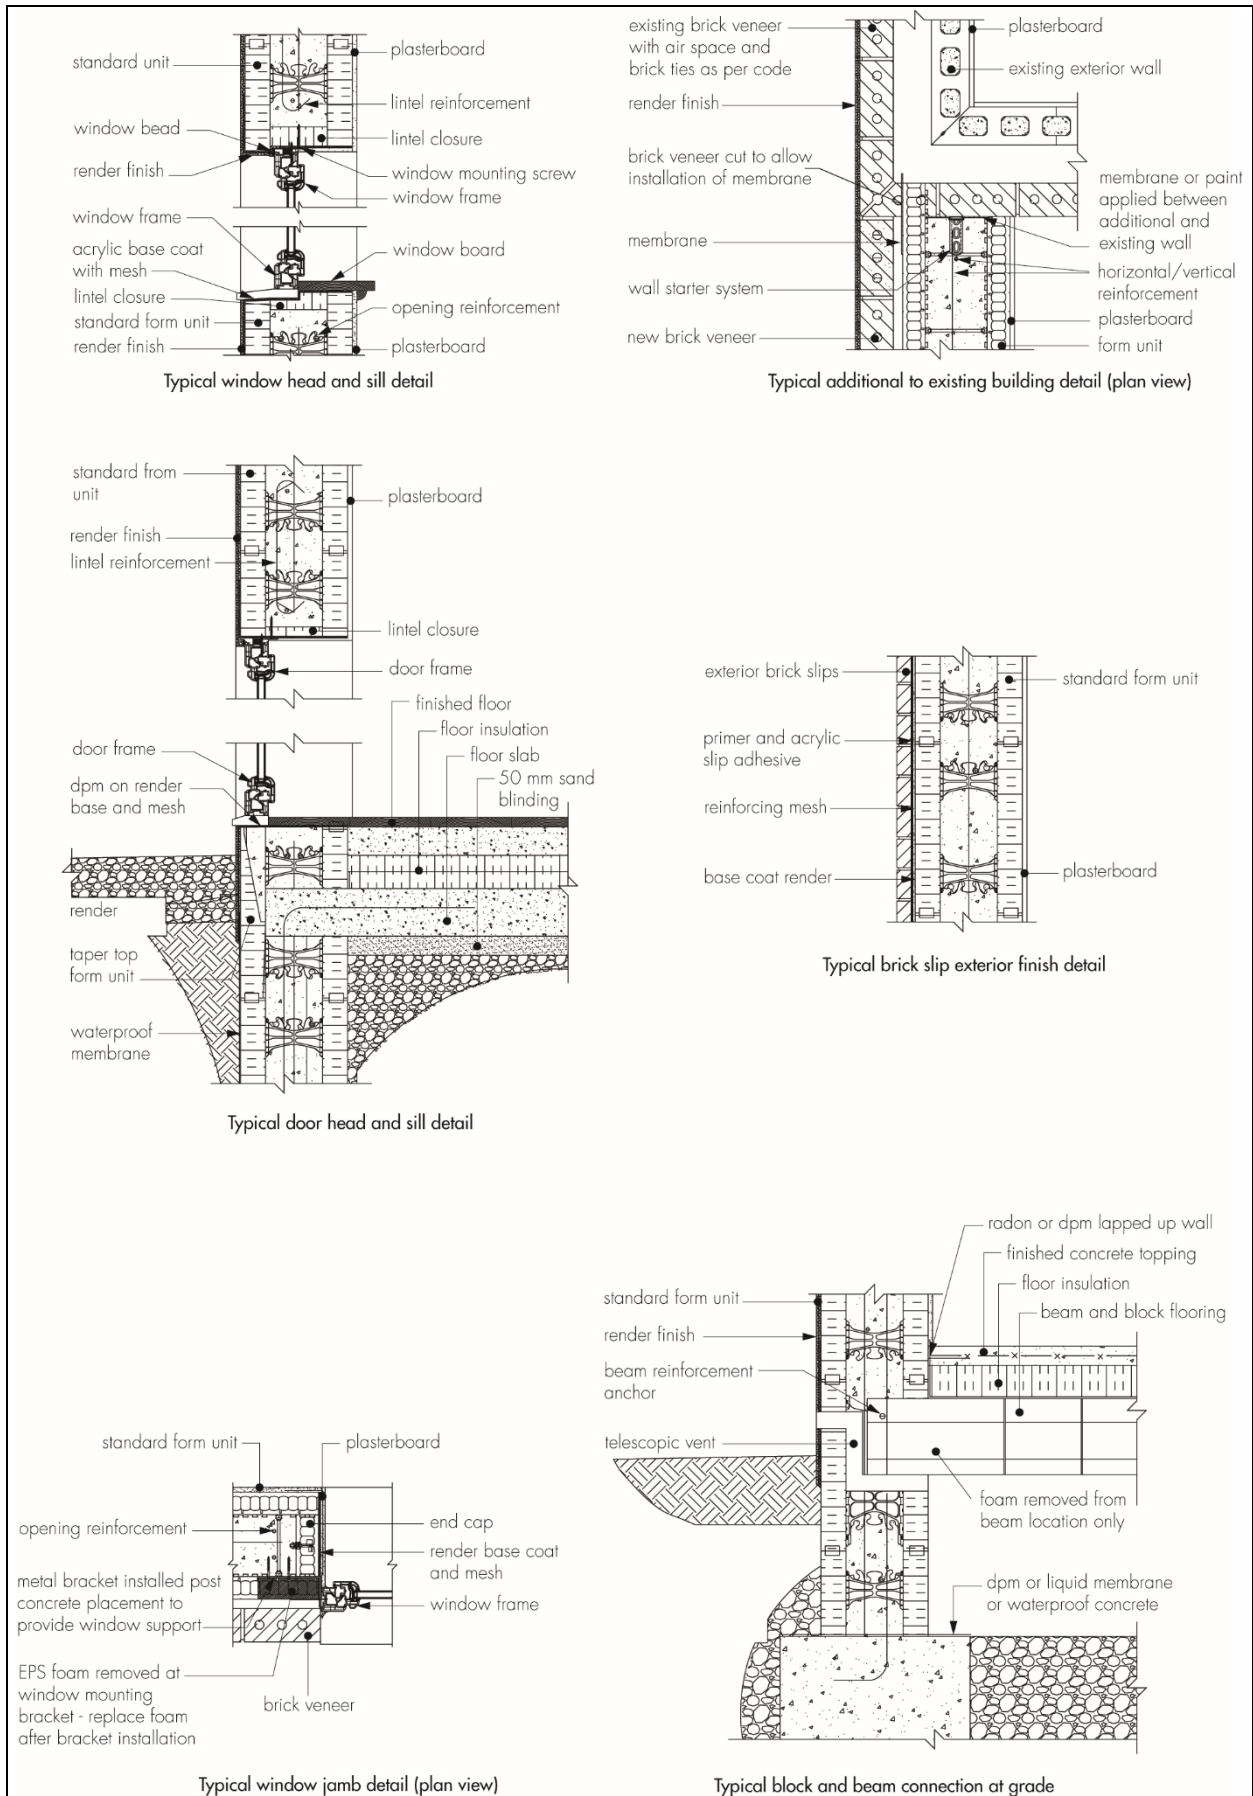 standard unit
window bead
render finish
window frame
acrylic base coat
with mesh
lintel closure
standard form unit
render finish
plasterboard
lintel reinforcement
lintel closure
window mounting screw
window frame
window board
opening reinforcement
plasterboard
Typical window head and sill detail
existing brick veneer
with air space and
brick ties as per code
render finish
brick veneer cut to allow
installation of membrane
membrane
wall starter system
new brick veneer
plasterboard
existing exterior wall
membrane or paint
applied between
additional and
existing wall
horizontal/vertical
reinforcement
plasterboard
form unit
Typical additional to existing building detail (plan view)
standard from
unit
render finish
lintel reinforcement
plasterboard
lintel closure
door frame
finished floor
floor insulation
floor slab
50 mm sand
blinding
door frame
dpm on render
base and mesh
render
taper top
form unit
waterproof
membrane
Typical door head and sill detail
exterior brick slips
primer and acrylic
slip adhesive
reinforcing mesh
base coat render
standard form unit
plasterboard
Typical brick slip exterior finish detail
standard form unit
opening reinforcement
metal bracket installed post
concrete placement to
provide window support
EPS foam removed at
window mounting
bracket - replace foam
after bracket installation
plasterboard
end cap
render base coat
and mesh
window frame
brick veneer
Typical window jamb detail (plan view)
radon or dpm lapped up wall
finished concrete topping
floor insulation
beam and block flooring
standard form unit
render finish
beam reinforcement
anchor
telescopic vent
foam removed from
beam location only
dpm or liquid membrane
or waterproof concrete
Typical block and beam connection at grade